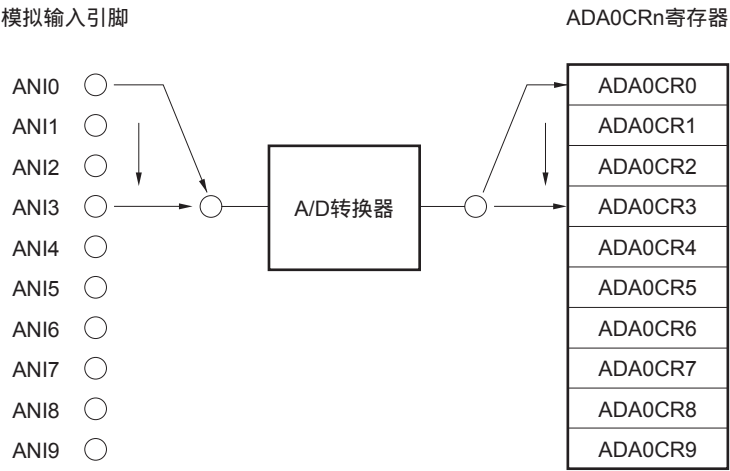 模拟输入引脚
ADA0CRn寄存器
ANI0
ANI1
ANI2
ANI3
ANI4
ANI5
ANI6
ANI7
ANI8
ANI9
A/D转换器
ADA0CR0
ADA0CR1
ADA0CR2
ADA0CR3
ADA0CR4
ADA0CR5
ADA0CR6
ADA0CR7
ADA0CR8
ADA0CR9